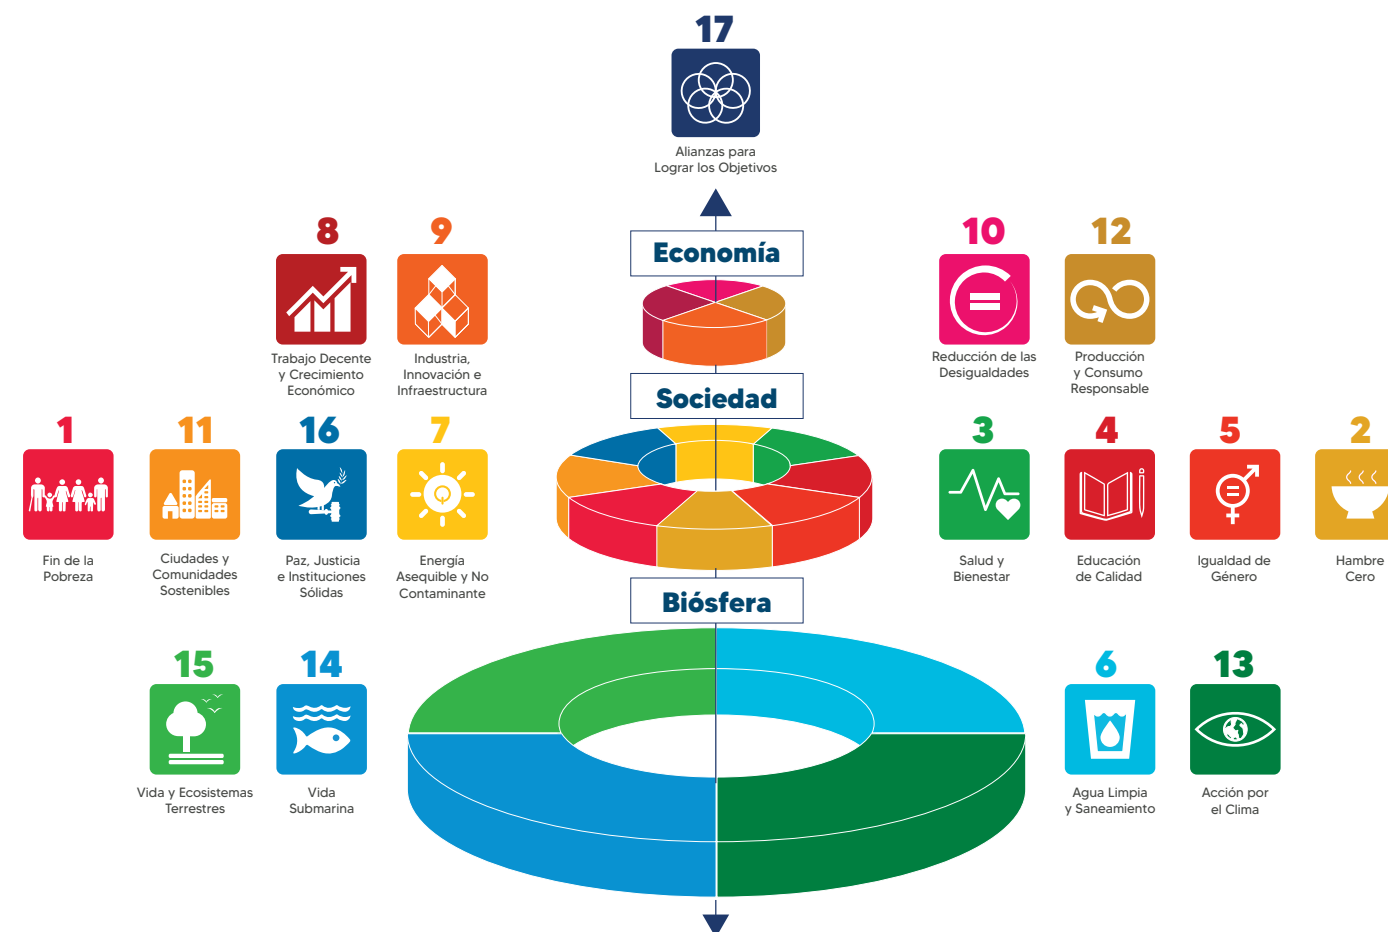 17
Alianzas para
Lograr los Objetivos
Economía
8
Trabajo Decente
y Crecimiento
Económico
9
Industria,
Innovación e
Infraestructura
10
Reducción de las
Desigualdades
12
Producción
y Consumo
Responsable
Sociedad
1
Fin de la
Pobreza
11
Ciudades y
Comunidades
Sostenibles
16
Paz, Justicia
e Instituciones
Sólidas
7
Energía
Asequible y No
Contaminante
3
Salud y
Bienestar
4
Educación
de Calidad
5
Igualdad de
Género
2
Hambre
Cero
Biósfera
15
Vida y Ecosistemas
Terrestres
14
Vida
Submarina
6
Agua Limpia
y Saneamiento
13
Acción por
el Clima